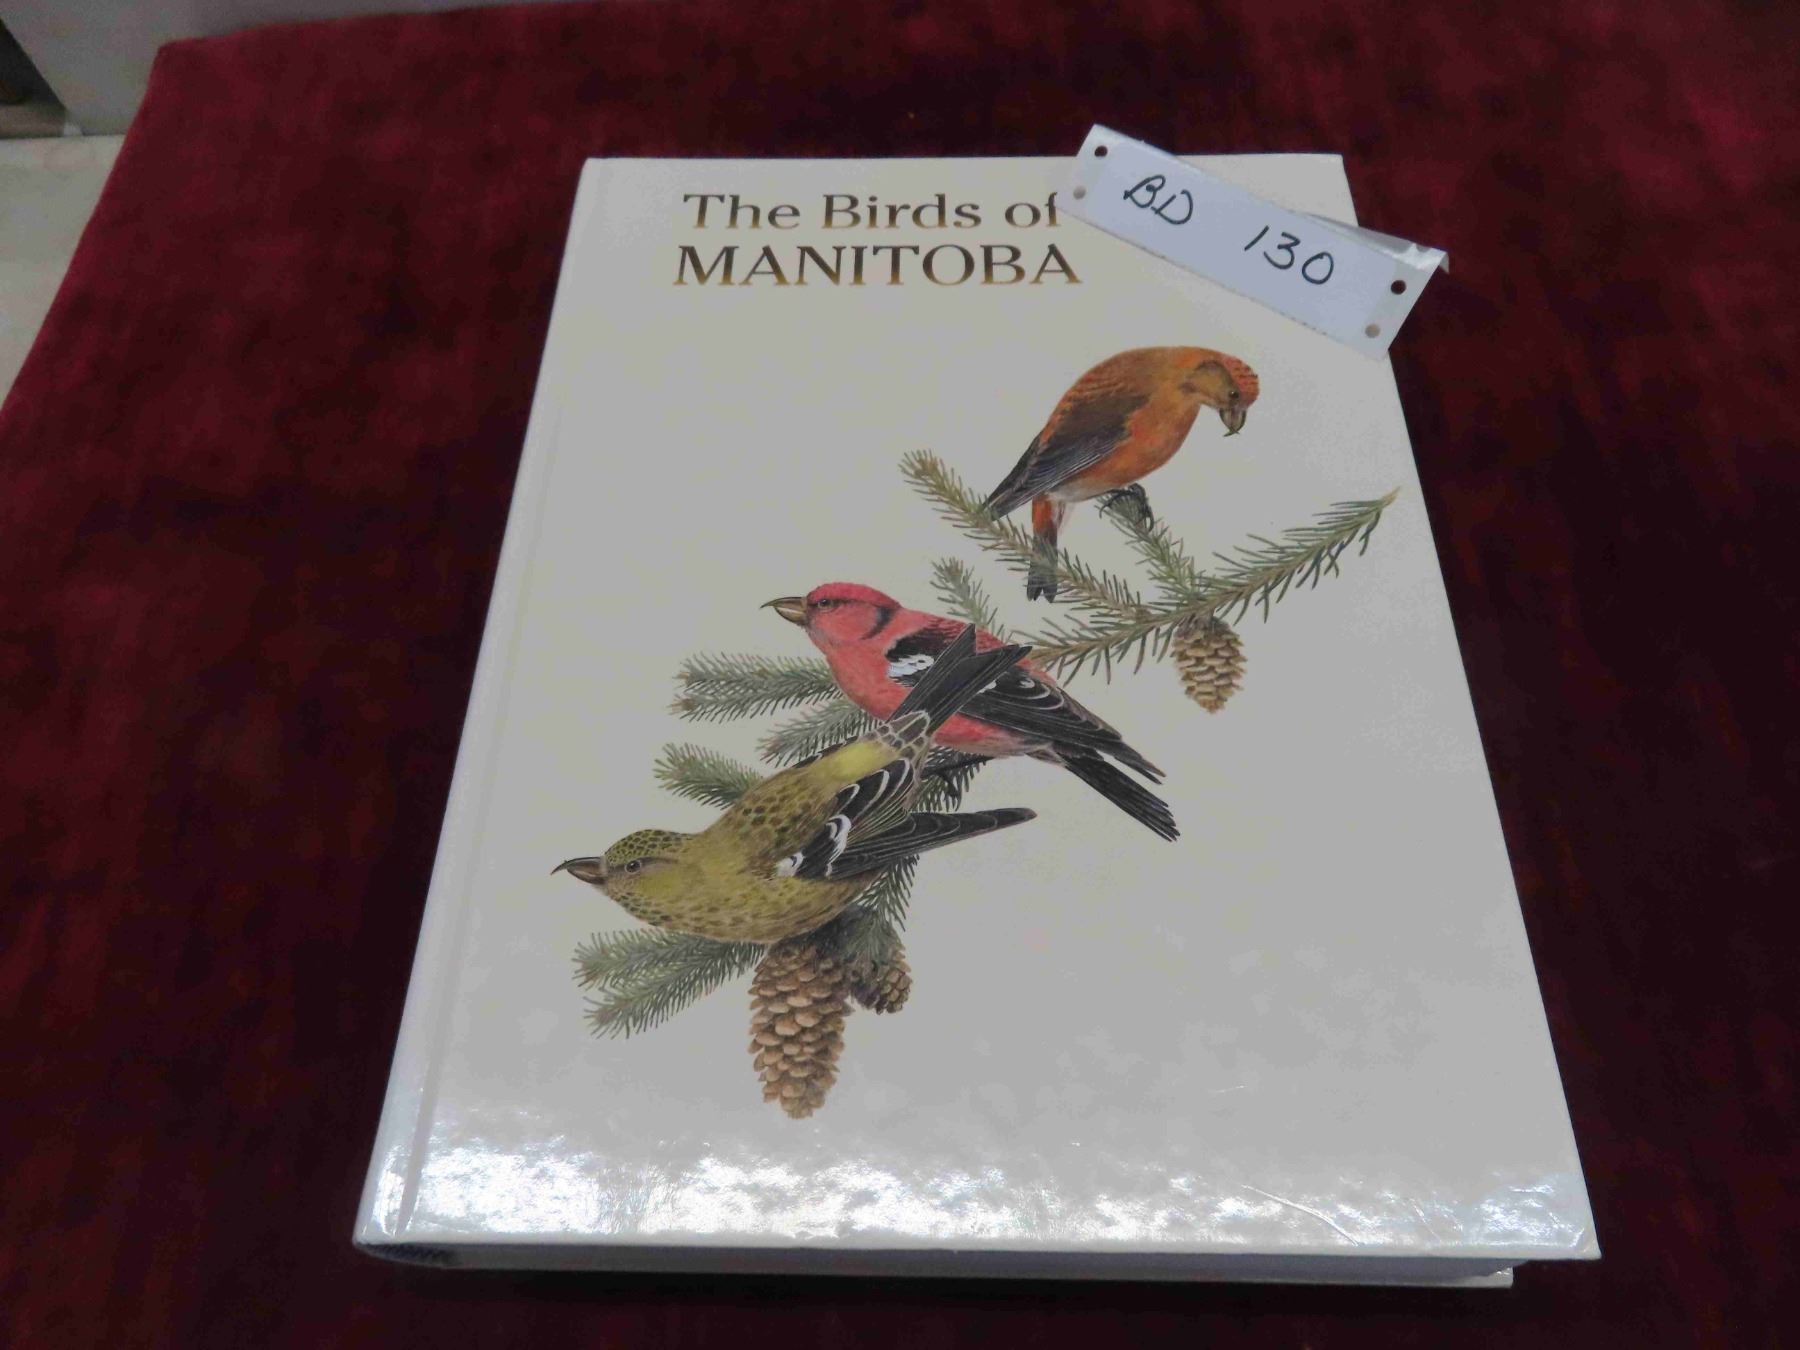 The Birds of
MANITOBA
BD 130